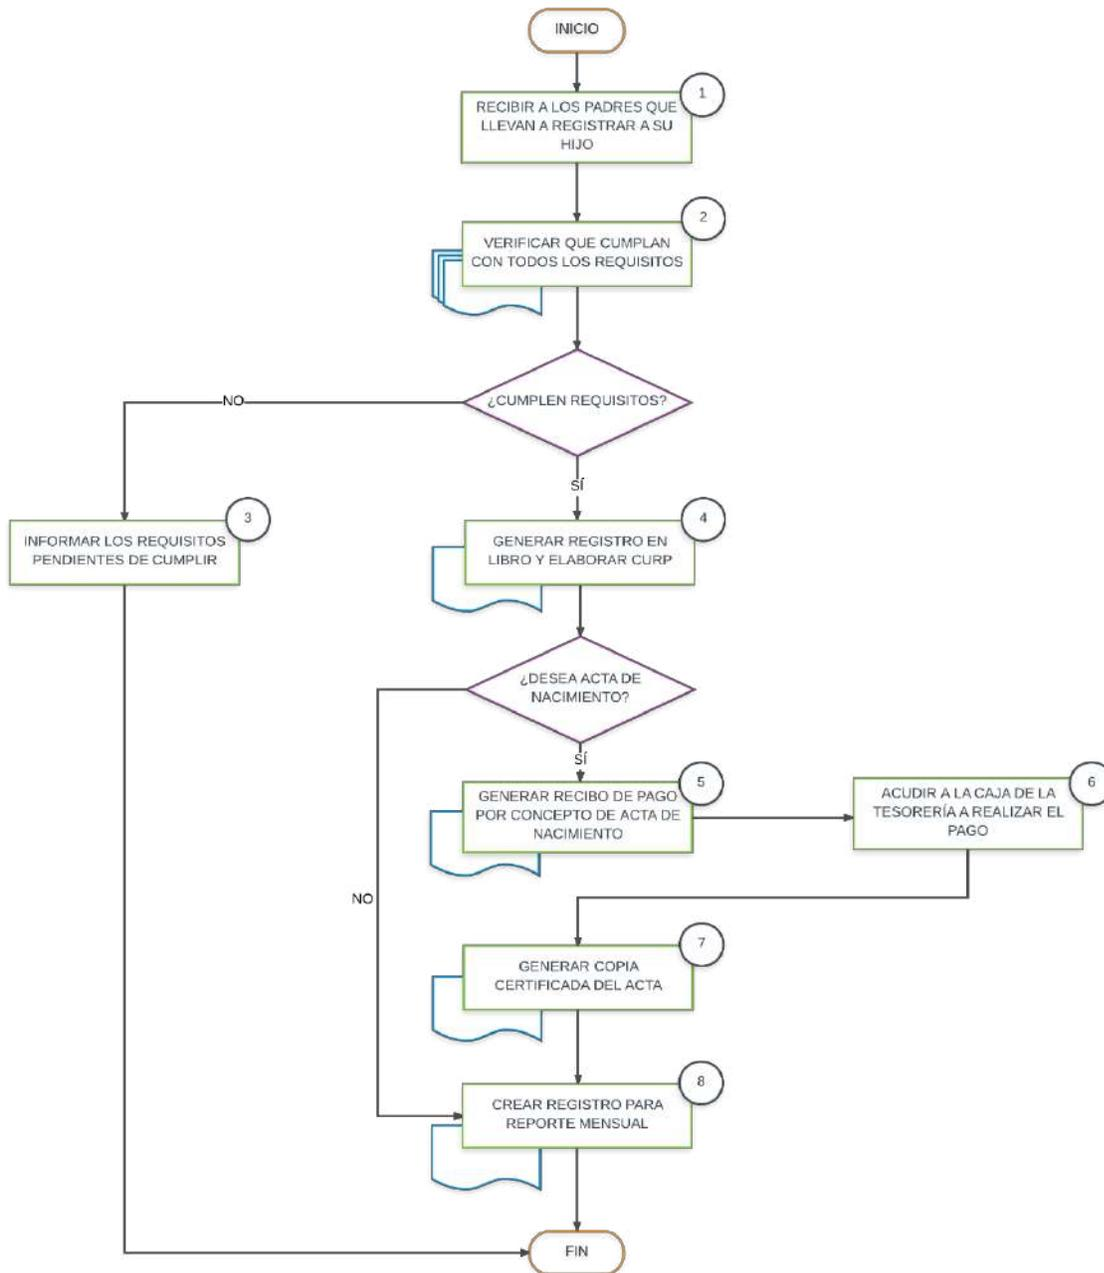 INICIO
1
RECIBIR A LOS PADRES QUE
LLEVAN A REGISTRAR A SU
HIJO
2
VERIFICAR QUE CUMPLAN
CON TODOS LOS REQUISITOS
¿CUMPLEN REQUISITOS?
NO
SÍ
3
INFORMAR LOS REQUISITOS
PENDIENTES DE CUMPLIR
4
GENERAR REGISTRO EN
LIBRO Y ELABORAR CURP
¿DESEA ACTA DE
NACIMIENTO?
SÍ
5
GENERAR RECIBO DE PAGO
POR CONCEPTO DE ACTA DE
NACIMIENTO
6
ACUDIR A LA CAJA DE LA
TESORERÍA A REALIZAR EL
PAGO
NO
7
GENERAR COPIA
CERTIFICADA DEL ACTA
8
CREAR REGISTRO PARA
REPORTE MENSUAL
FIN